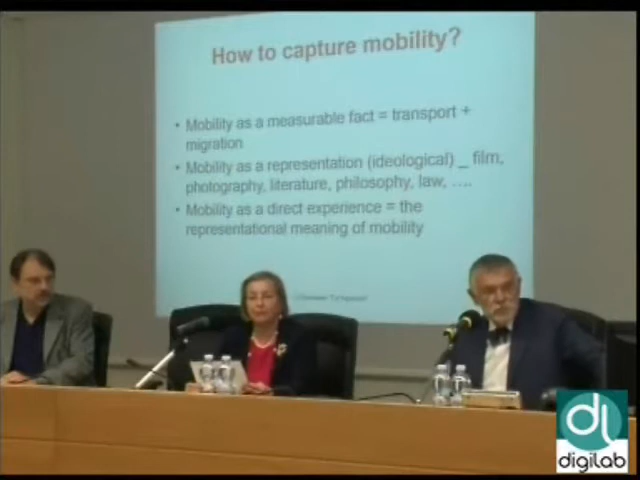 How to capture mobility?
• Mobility as a measurable fact = transport +
migration
• Mobility as a representation (ideological) _ film,
photography, literature, philosophy, law, ….
• Mobility as a direct experience = the
representational meaning of mobility
dl
digilab